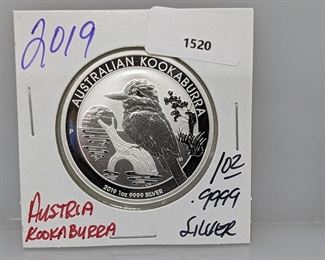 2019
1520
AUSTRALIAN KOOKABURRA
P
2019 1oz 9999 SILVER
1oz
.9999
SILVER
AUSTRIA
KOOKABURRA